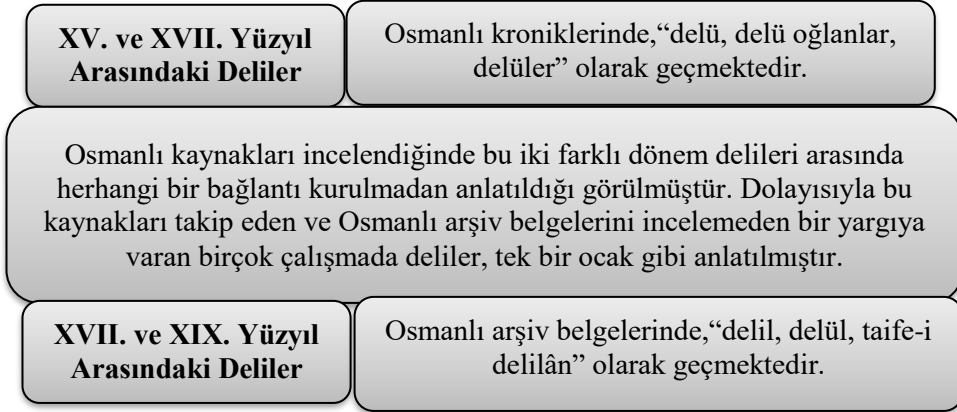 XV. ve XVII. Yüzyıl
Arasındaki Deliler
Osmanlı kroniklerinde,“delü, delü oğlanlar,
delüler” olarak geçmektedir.
Osmanlı kaynakları incelendiğinde bu iki farklı dönem delileri arasında
herhangi bir bağlantı kurulmadan anlatıldığı görülmüştür. Dolayısıyla bu
kaynakları takip eden ve Osmanlı arşiv belgelerini incelemeden bir yargıya
varan birçok çalışmada deliler, tek bir ocak gibi anlatılmıştır.
XVII. ve XIX. Yüzyıl
Arasındaki Deliler
Osmanlı arşiv belgelerinde,“delil, delül, taife-i
delilân” olarak geçmektedir.